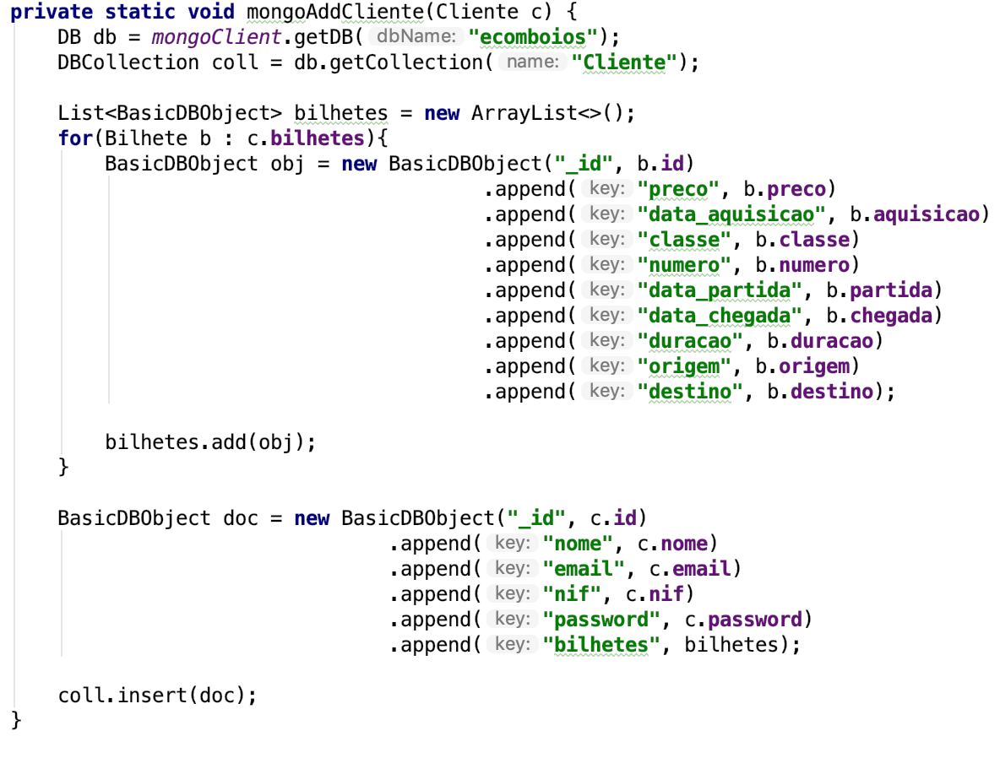 private static void mongoAddCliente(Cliente c) {
DB db = mongoClient.getDB( dbName: "ecomboios");
DBCollection coll = db.getCollection( name: "Cliente");
List<BasicDBObject> bilhetes = new ArrayList<>();
for(Bilhete b : c.bilhetes){
BasicDBObject obj = new BasicDBObject("_id", b.id)
.append( key: "preco", b.preco)
.append( key: "data_aquisicao", b.aquisicao)
.append( key: "classe", b.classe)
.append( key: "numero", b.numero)
.append( key: "data_partida", b.partida)
.append( key: "data_chegada", b.chegada)
.append( key: "duracao", b.duracao)
.append( key: "origem", b.origem)
.append( key: "destino", b.destino);
bilhetes.add(obj);
}
BasicDBObject doc = new BasicDBObject("_id", c.id)
.append( key: "nome", c.nome)
.append( key: "email", c.email)
.append( key: "nif", c.nif)
.append( key: "password", c.password)
.append( key: "bilhetes", bilhetes);
coll.insert(doc);
}